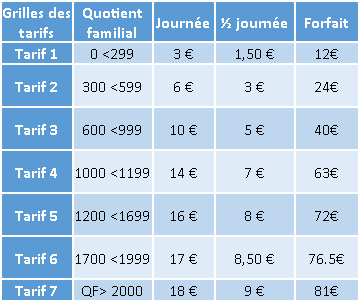 Grilles des tarifs Quotient familial Journée ½ journée Forfait
Tarif 1 0 <299 3 € 1,50 € 12€
Tarif 2 300 <599 6 € 3 € 24€
Tarif 3 600 <999 10 € 5 € 40€
Tarif 4 1000 <1199 14 € 7 € 63€
Tarif 5 1200 <1699 16 € 8 € 72€
Tarif 6 1700 <1999 17 € 8,50 € 76.5€
Tarif 7 QF> 2000 18 € 9 € 81€